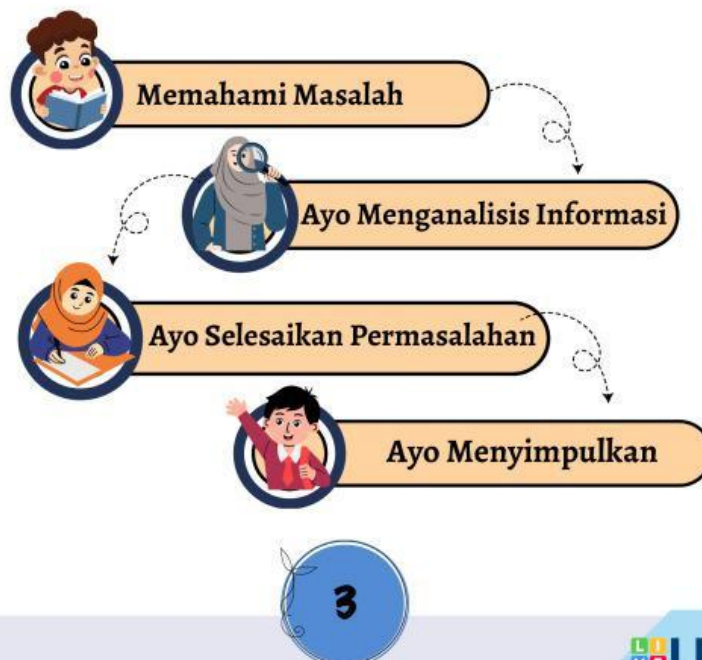 Memahami Masalah
Ayo Menganalisis Informasi
Ayo Selesaikan Permasalahan
Ayo Menyimpulkan
3